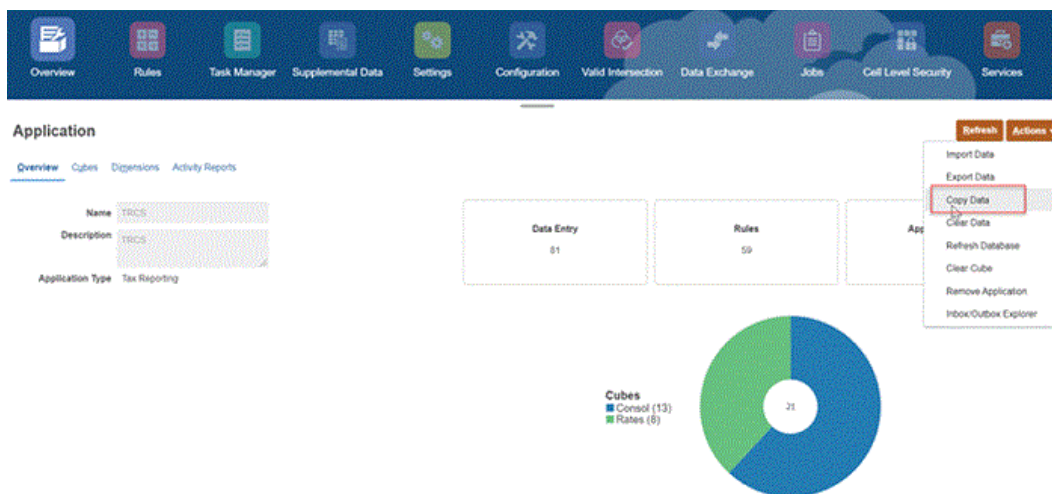 Overview Rules Task Manager Supplemental Data Settings Configuration Valid Intersection Data Exchange Jobs Cell Level Security Services
Application
Refresh Actions
Overview Cubes Dimensions Activity Reports
Import Data
Export Data
Copy Data
Clear Data
Refresh Database
Clear Cube
Remove Application
Inbox/Outbox Explorer
Name TRCS
Description TRCS
Application Type Tax Reporting
Data Entry
81
Rules
59
Cubes
Consol (13)
Rates (8)
21